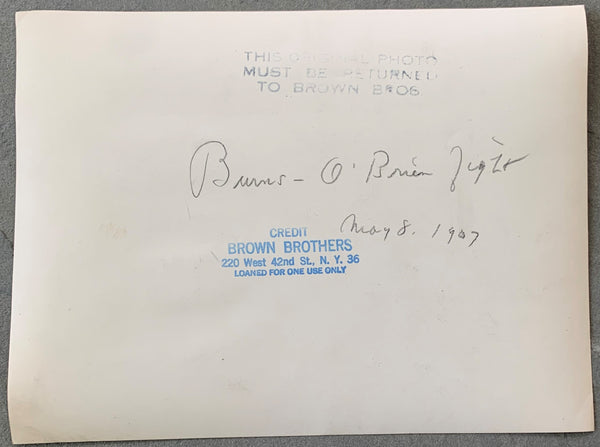 THIS ORIGINAL PHOTO
MUST BE RETURNED
TO BROWN BROS
Burns - O'Brien Fight
May 8. 1907
CREDIT
BROWN BROTHERS
220 West 42nd St., N. Y. 36
LOANED FOR ONE USE ONLY